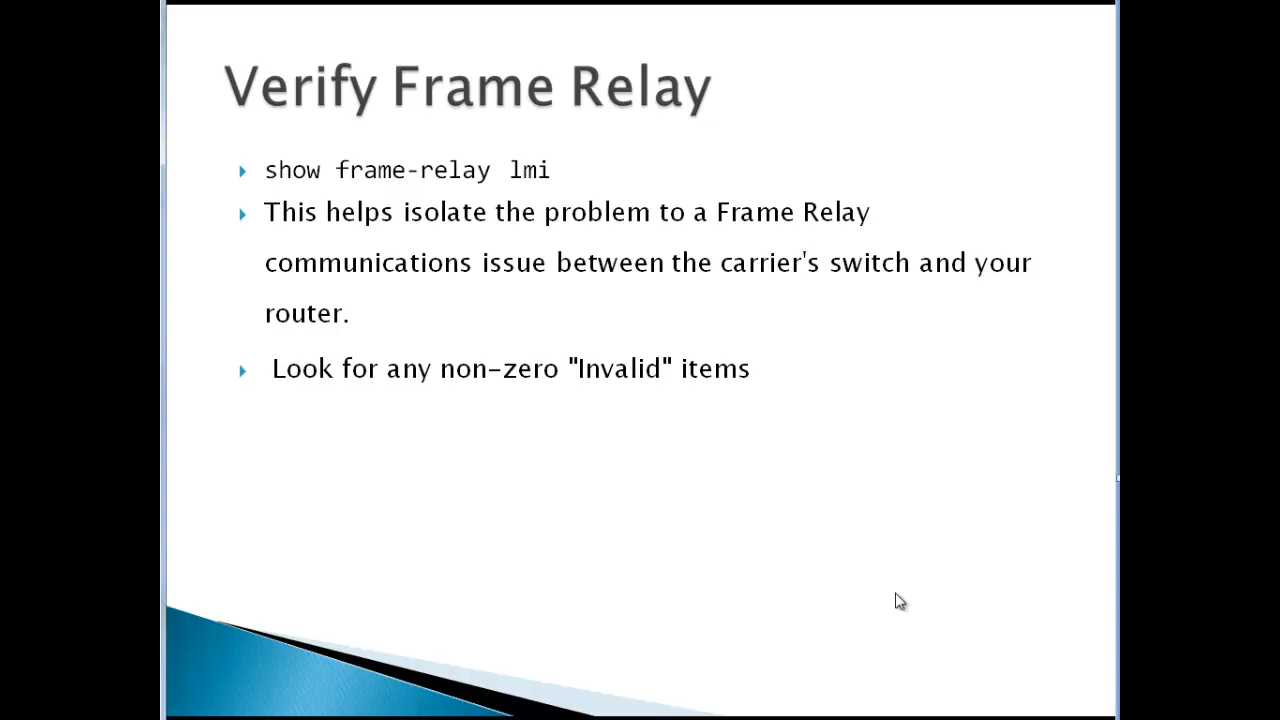 Verify Frame Relay
show frame-relay lmi
This helps isolate the problem to a Frame Relay
communications issue between the carrier's switch and your
router.
Look for any non-zero "Invalid" items